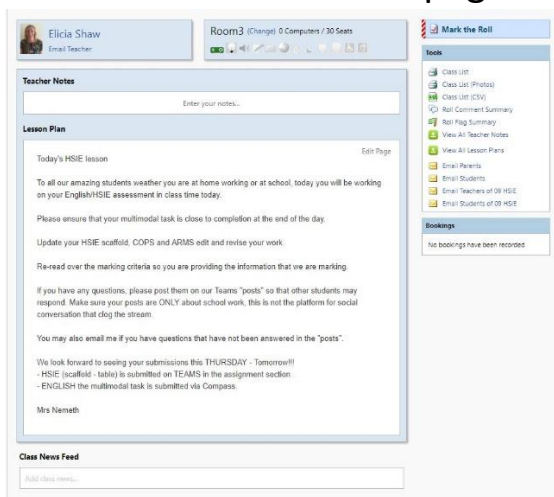 page
Elicia Shaw
Email Teacher
Room3 (Change) 0 Computers / 30 Seats
Teacher Notes
Enter your notes...
Lesson Plan
Edit Page
Today's HSIE lesson
To all our amazing students weather you are at home working or at school, today you will be working
on your English/HSIE assessment in class time today.
Please ensure that your multimodal task is close to completion at the end of the day.
Update your HSIE scaffold, COPS and ARMS edit and revise your work.
Re-read over the marking criteria so you are providing the information that we are marking.
If you have any questions, please post them on our Teams "posts" so that other students may
respond. Make sure your posts are ONLY about school work, this is not the platform for social
conversation that clog the stream.
You may also email me if you have questions that have not been answered in the "posts".
We look forward to seeing your submissions this THURSDAY - Tomorrow!!!
- HSIE (scaffold - table) is submitted on TEAMS in the assignment section
- ENGLISH the multimodal task is submitted via Compass.
Mrs Nemeth
Class News Feed
Add class news...
Mark the Roll
Tools
Class List
Class List (Photos)
Class List (CSV)
Roll Comment Summary
Roll Flag Summary
View All Teacher Notes
View All Lesson Plans
Email Parents
Email Students
Email Teachers of 09 HSIE
Email Students of 09 HSIE
Bookings
No bookings have been recorded